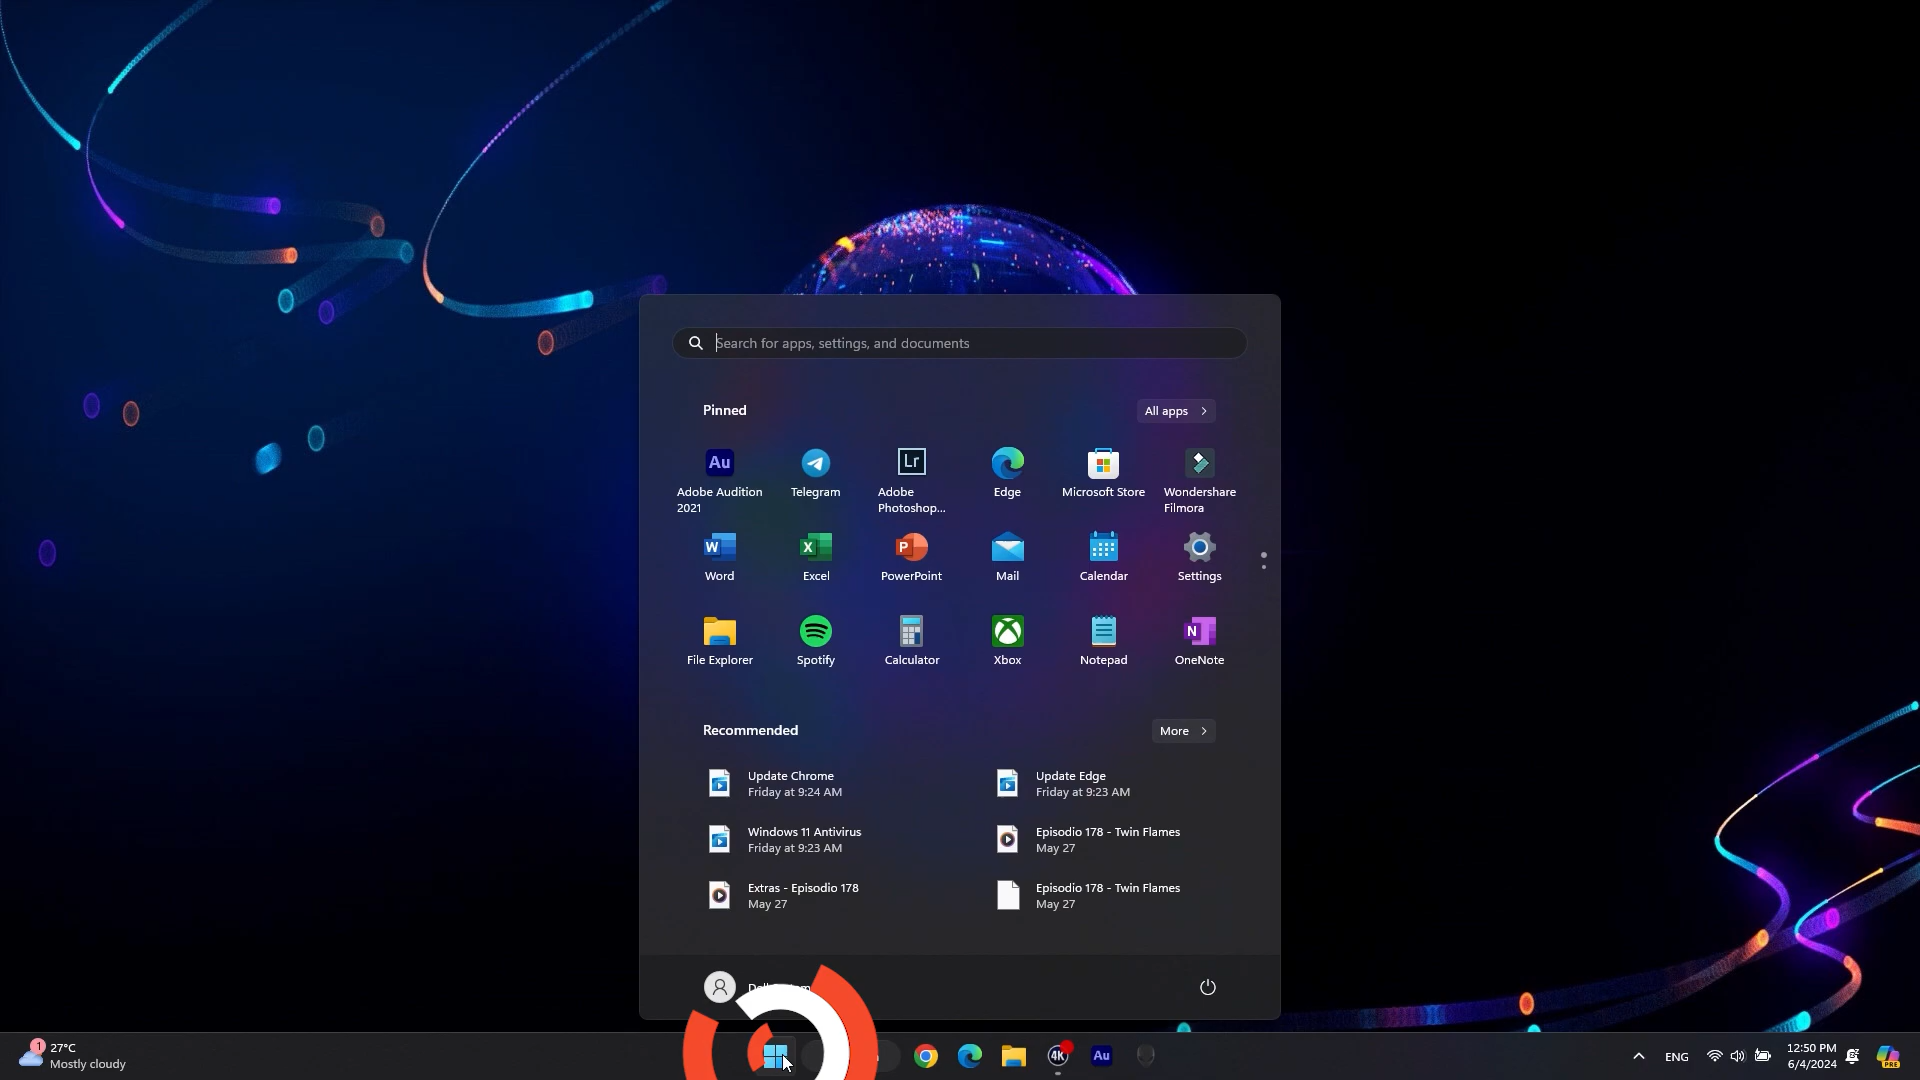 Search for apps, settings, and documents
Pinned
All apps
Au
Lr
Adobe Audition
2021
Telegram
Adobe
Photoshop...
Edge
Microsoft Store
Wondershare
Filmora
W
X
P
Word
Excel
PowerPoint
Mail
Calendar
Settings
N
File Explorer
Spotify
Calculator
Xbox
Notepad
OneNote
Recommended
More
Update Chrome
Friday at 9:24 AM
Update Edge
Friday at 9:23 AM
Windows 11 Antivirus
Friday at 9:23 AM
Episodio 178 - Twin Flames
May 27
Extras - Episodio 178
May 27
Episodio 178 - Twin Flames
May 27
1
27°C
Mostly cloudy
4K
Au
ENG
12:50 PM
6/4/2024
PRE